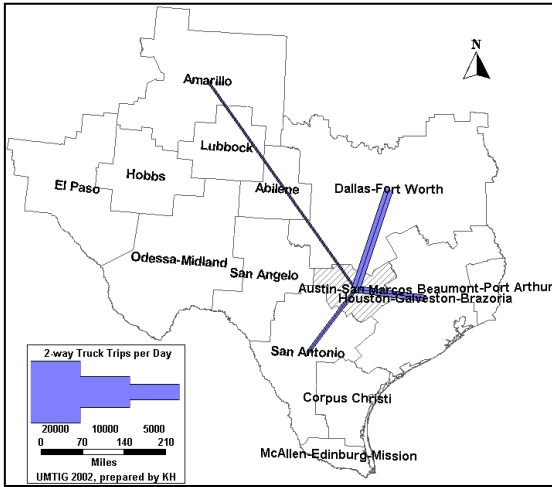 N
Amarillo
Lubbock
Hobbs
El Paso
Abilene
Dallas-Fort Worth
Odessa-Midland
San Angelo
Austin-San Marcos
Beaumont-Port Arthur
Houston-Galveston-Brazoria
San Antonio
Corpus Christi
McAllen-Edinburg-Mission
2-way Truck Trips per Day
20000 10000 5000
0 70 140 210
Miles
UMTIG 2002, prepared by KH